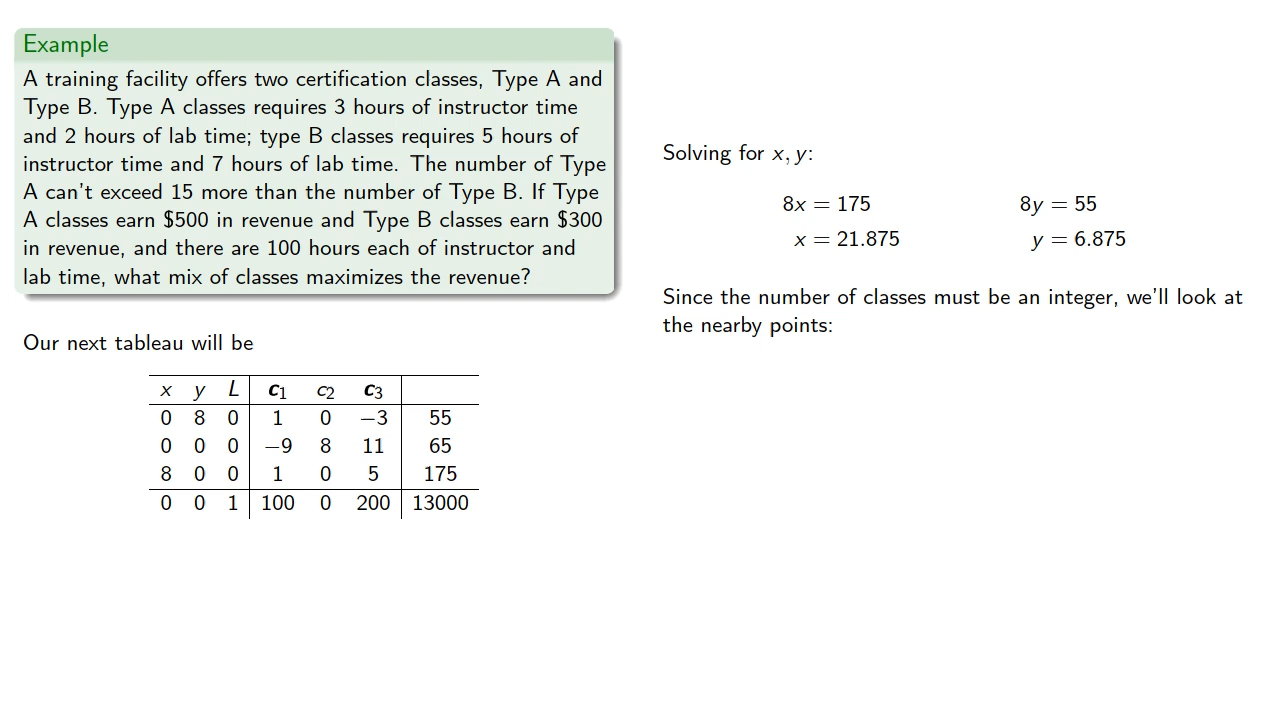 Example
A training facility offers two certification classes, Type A and
Type B. Type A classes requires 3 hours of instructor time
and 2 hours of lab time; type B classes requires 5 hours of
instructor time and 7 hours of lab time. The number of Type
A can't exceed 15 more than the number of Type B. If Type
A classes earn $500 in revenue and Type B classes earn $300
in revenue, and there are 100 hours each of instructor and
lab time, what mix of classes maximizes the revenue?
Our next tableau will be
x y L c₁ c₂ c₃
0 8 0 1 0 −3 55
0 0 0 −9 8 11 65
8 0 0 1 0 5 175
0 0 1 100 0 200 13000
Solving for x, y:
8x = 175 8y = 55
x = 21.875 y = 6.875
Since the number of classes must be an integer, we'll look at
the nearby points: